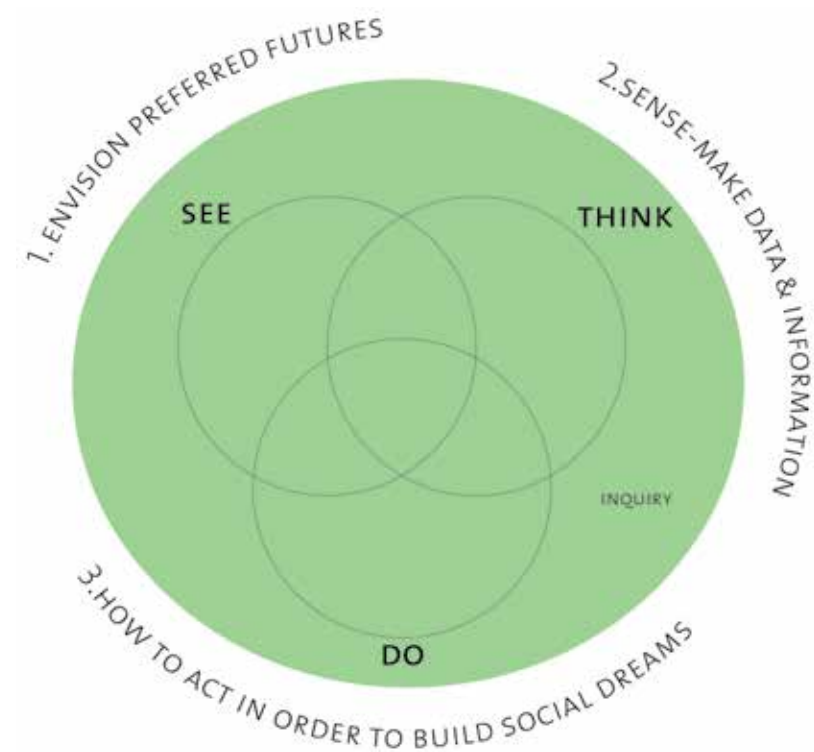 1. ENVISION PREFERRED FUTURES
2. SENSE-MAKE DATA & INFORMATION
SEE
THINK
INQUIRY
DO
3. HOW TO ACT IN ORDER TO BUILD SOCIAL DREAMS